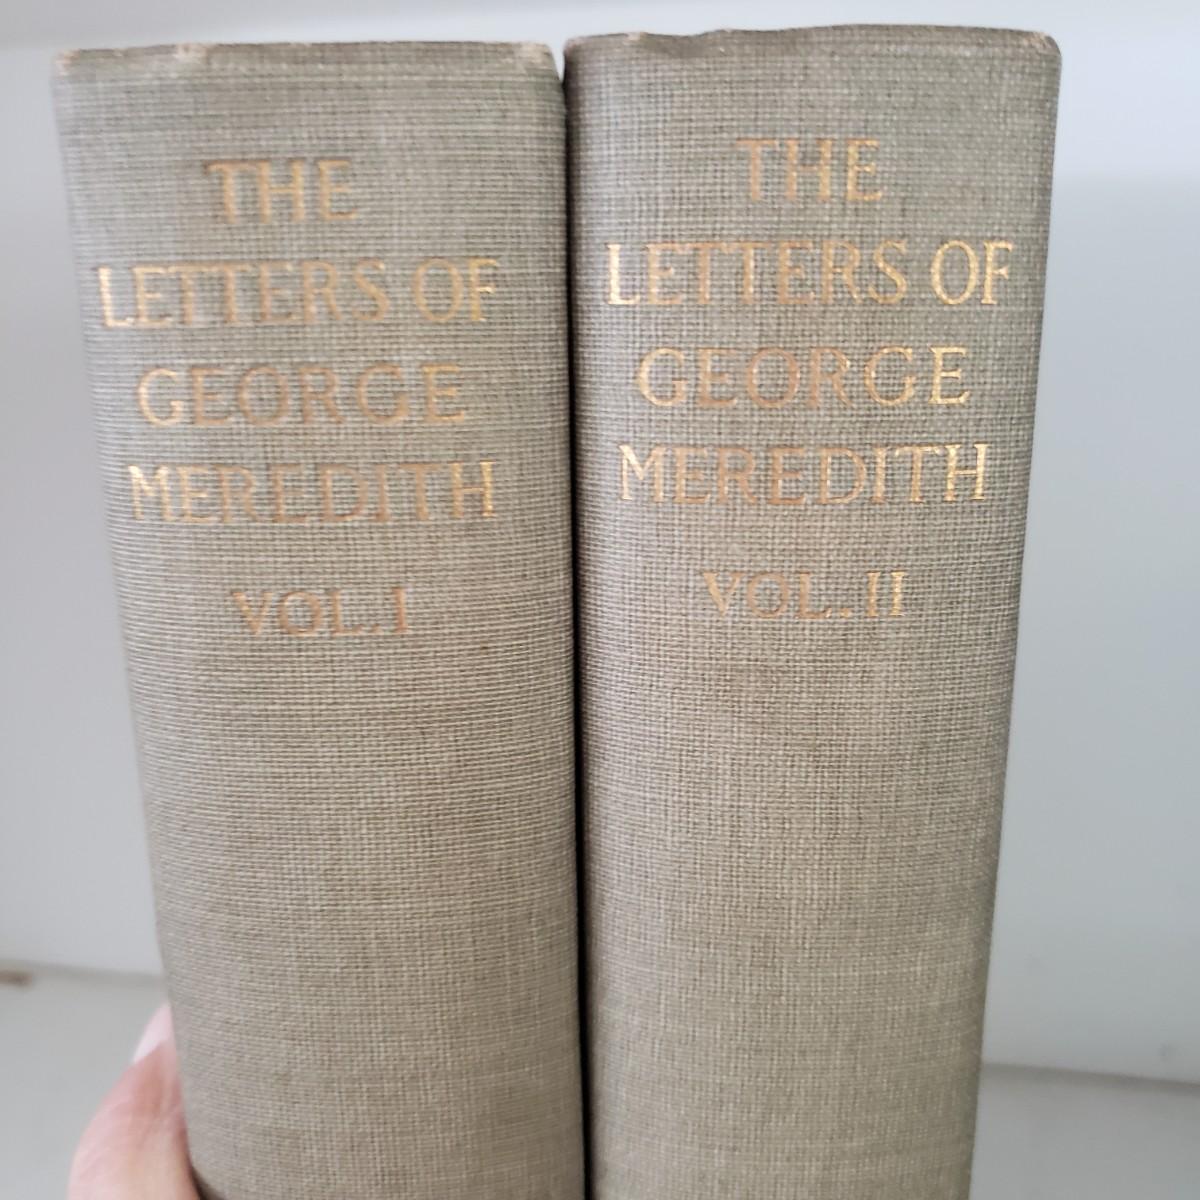 THE
LETTERS OF
GEORGE
MEREDITH
VOL. I
THE
LETTERS OF
GEORGE
MEREDITH
VOL. II